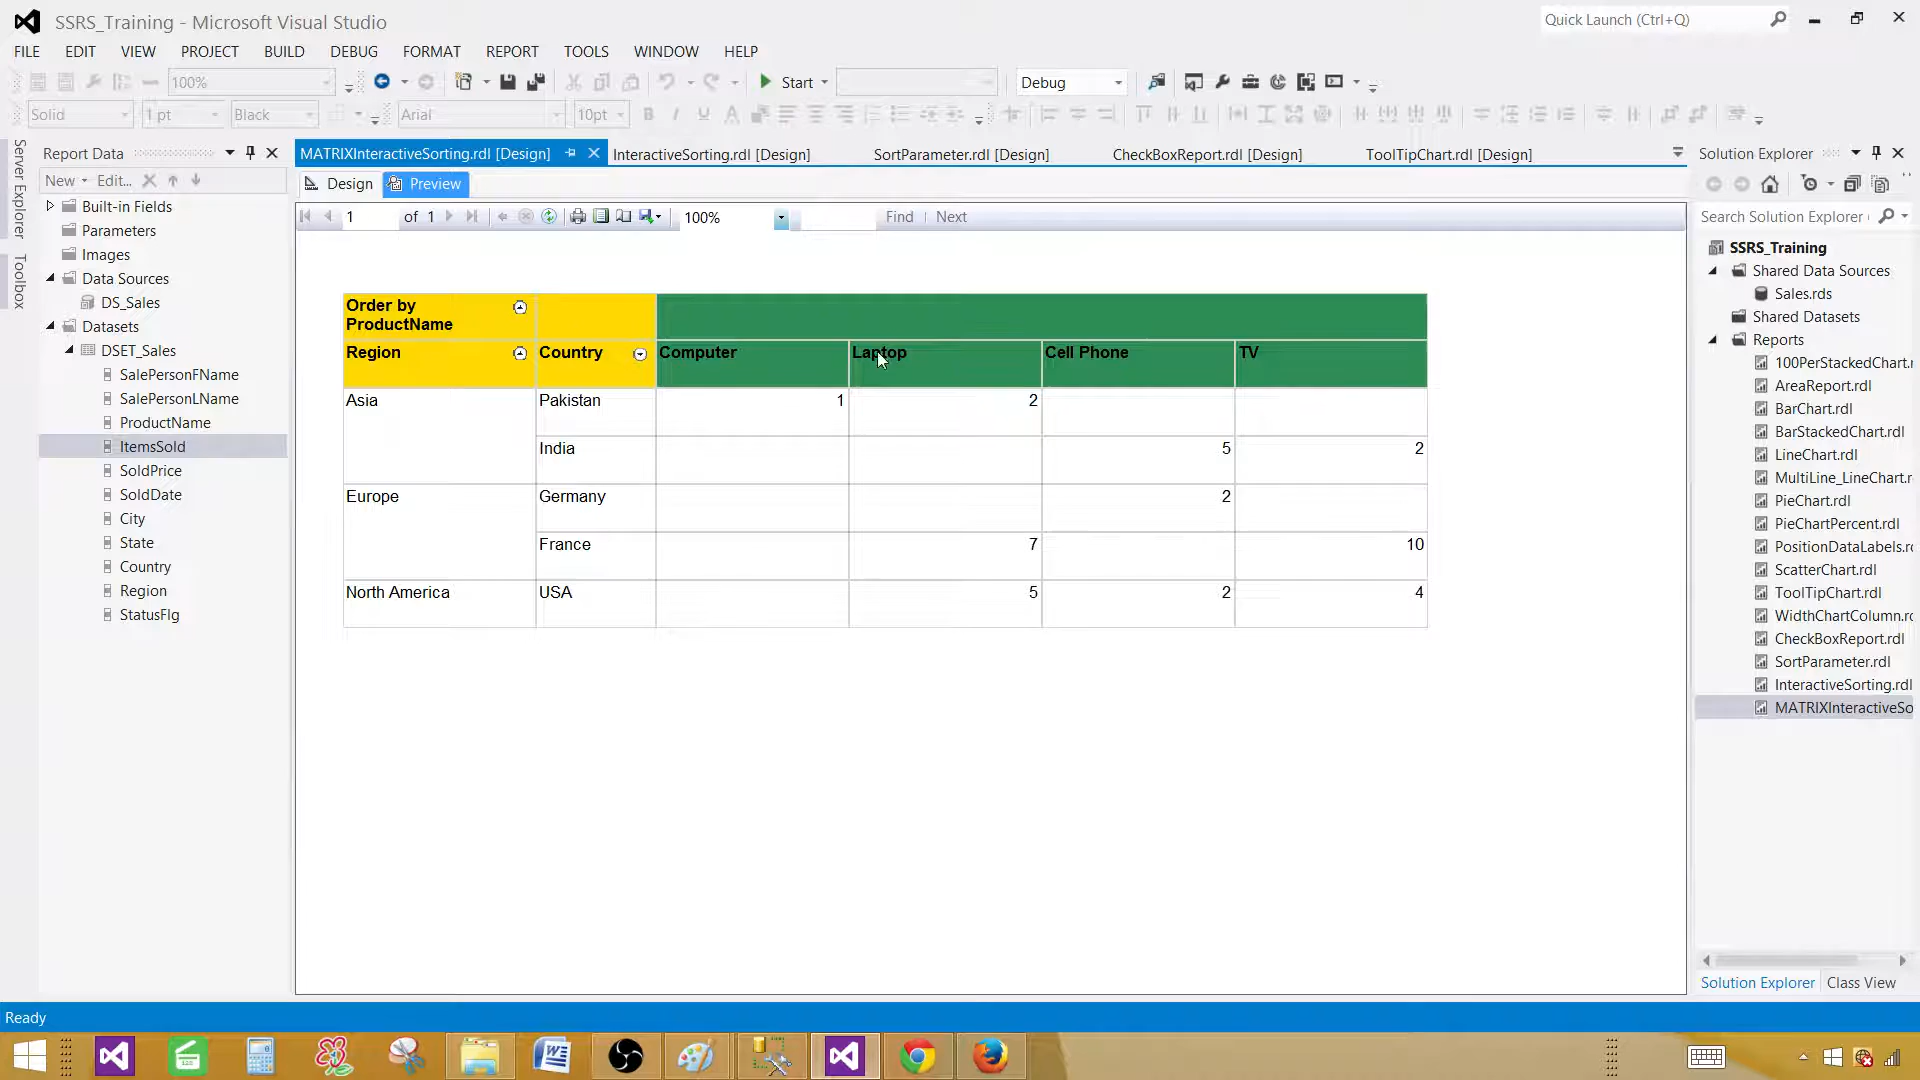 SSRS_Training - Microsoft Visual Studio
Quick Launch (Ctrl+Q)
FILE EDIT VIEW PROJECT BUILD DEBUG FORMAT REPORT TOOLS WINDOW HELP
100% Start Debug
Solid 1 pt Black Arial 10pt B I U A
Server Explorer
Toolbox
Report Data
New Edit...
Built-in Fields
Parameters
Images
Data Sources
DS_Sales
Datasets
DSET_Sales
SalePersonFName
SalePersonLName
ProductName
ItemsSold
SoldPrice
SoldDate
City
State
Country
Region
StatusFlg
MATRIXInteractiveSorting.rdl [Design] InteractiveSorting.rdl [Design] SortParameter.rdl [Design] CheckBoxReport.rdl [Design] ToolTipChart.rdl [Design]
Design Preview
1 of 1 100% Find Next
Order by
ProductName
Region Country Computer Laptop Cell Phone TV
Asia Pakistan 1 2
India 5 2
Europe Germany 2
France 7 10
North America USA 5 2 4
Solution Explorer
Search Solution Explorer
SSRS_Training
Shared Data Sources
Sales.rds
Shared Datasets
Reports
100PerStackedChart.r
AreaReport.rdl
BarChart.rdl
BarStackedChart.rdl
LineChart.rdl
MultiLine_LineChart.r
PieChart.rdl
PieChartPercent.rdl
PositionDataLabels.rd
ScatterChart.rdl
ToolTipChart.rdl
WidthChartColumn.rd
CheckBoxReport.rdl
SortParameter.rdl
InteractiveSorting.rdl
MATRIXInteractiveSo
Solution Explorer Class View
Ready